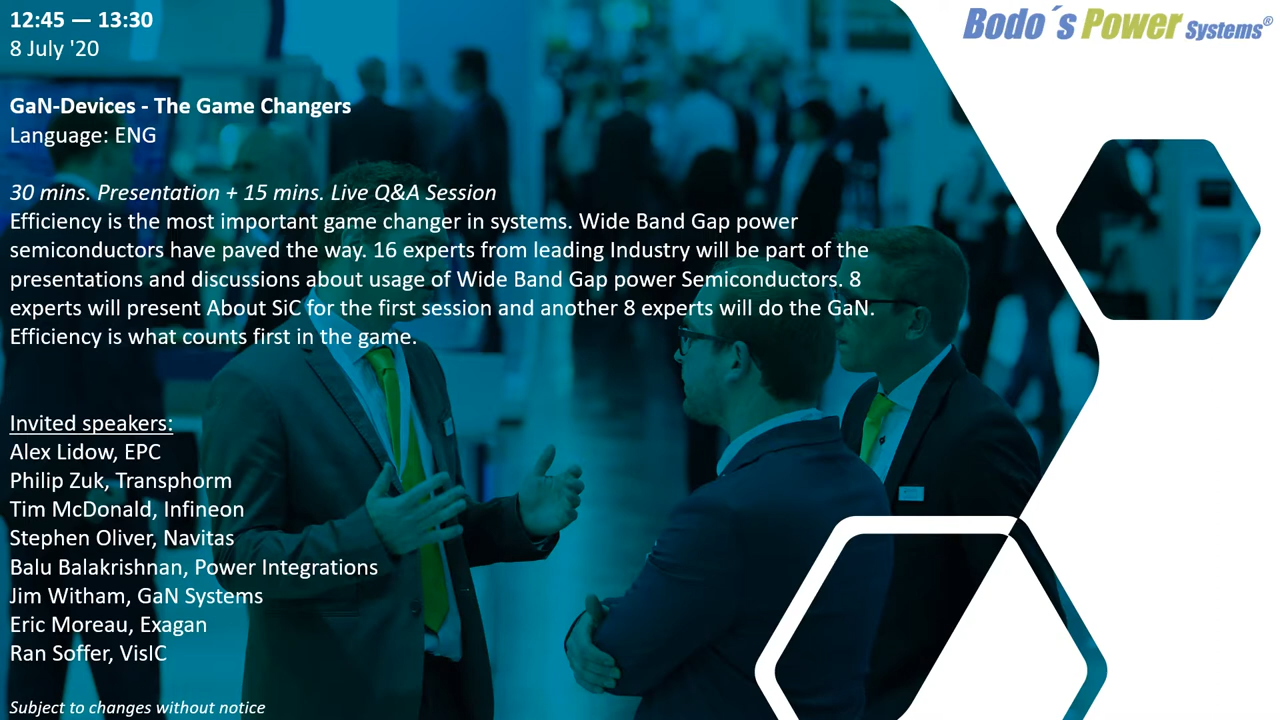 12:45 — 13:30
8 July '20
Bodo´s Power Systems®
GaN-Devices - The Game Changers
Language: ENG
30 mins. Presentation + 15 mins. Live Q&A Session
Efficiency is the most important game changer in systems. Wide Band Gap power
semiconductors have paved the way. 16 experts from leading Industry will be part of the
presentations and discussions about usage of Wide Band Gap power Semiconductors. 8
experts will present About SiC for the first session and another 8 experts will do the GaN.
Efficiency is what counts first in the game.
Invited speakers:
Alex Lidow, EPC
Philip Zuk, Transphorm
Tim McDonald, Infineon
Stephen Oliver, Navitas
Balu Balakrishnan, Power Integrations
Jim Witham, GaN Systems
Eric Moreau, Exagan
Ran Soffer, VisIC
Subject to changes without notice